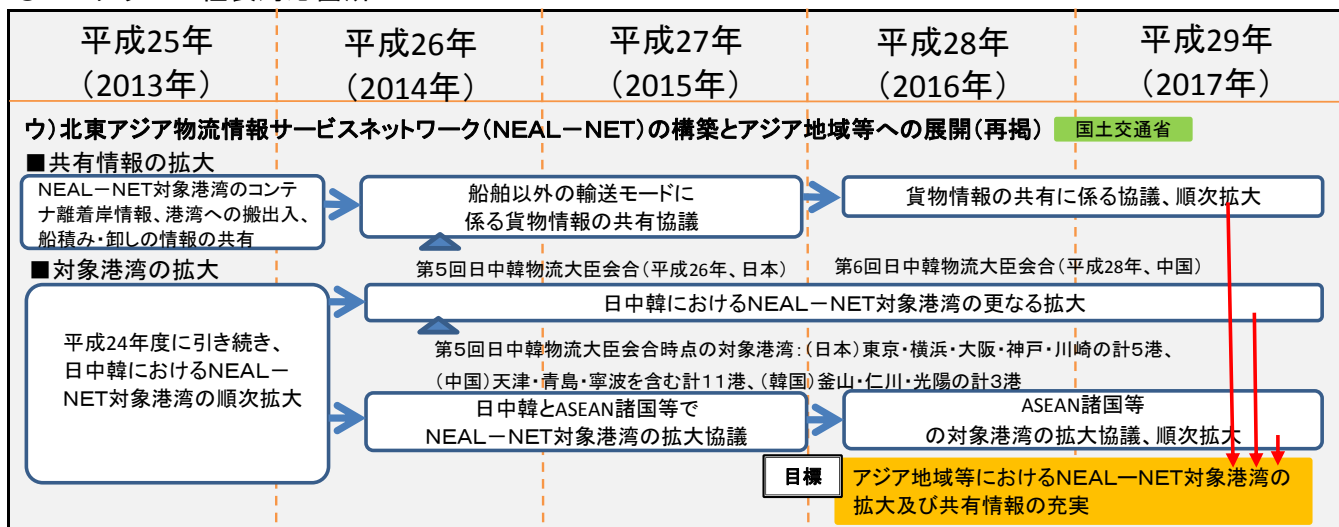 平成25年
（2013年）
平成26年
（2014年）
平成27年
（2015年）
平成28年
（2016年）
平成29年
（2017年）
ウ）北東アジア物流情報サービスネットワーク（NEAL－NET）の構築とアジア地域等への展開（再掲）
国土交通省
■共有情報の拡大
NEAL－NET対象港湾のコンテ
ナ離着岸情報、港湾への搬出入、
船積み・卸しの情報の共有
船舶以外の輸送モードに
係る貨物情報の共有協議
貨物情報の共有に係る協議、順次拡大
第5回日中韓物流大臣会合（平成26年、日本）
第6回日中韓物流大臣会合（平成28年、中国）
■対象港湾の拡大
平成24年度に引き続き、
日中韓におけるNEAL－
NET対象港湾の順次拡大
日中韓におけるNEAL－NET対象港湾の更なる拡大
第5回日中韓物流大臣会合時点の対象港湾：（日本）東京・横浜・大阪・神戸・川崎の計5港、
（中国）天津・青島・寧波を含む計11港、（韓国）釜山・仁川・光陽の計3港
日中韓とASEAN諸国等で
NEAL－NET対象港湾の拡大協議
ASEAN諸国等
の対象港湾の拡大協議、順次拡大
目標
アジア地域等におけるNEAL－NET対象港湾の
拡大及び共有情報の充実